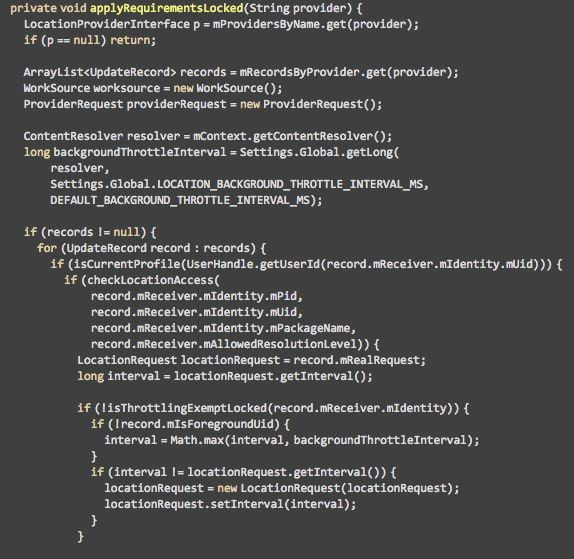 private void applyRequirementsLocked(String provider) {
LocationProviderInterface p = mProvidersByName.get(provider);
if (p == null) return;
ArrayList<UpdateRecord> records = mRecordsByProvider.get(provider);
WorkSource worksource = new WorkSource();
ProviderRequest providerRequest = new ProviderRequest();
ContentResolver resolver = mContext.getContentResolver();
long backgroundThrottleInterval = Settings.Global.getLong(
resolver,
Settings.Global.LOCATION_BACKGROUND_THROTTLE_INTERVAL_MS,
DEFAULT_BACKGROUND_THROTTLE_INTERVAL_MS);
if (records != null) {
for (UpdateRecord record : records) {
if (isCurrentProfile(UserHandle.getUserId(record.mReceiver.mIdentity.mUid))) {
if (checkLocationAccess(
record.mReceiver.mIdentity.mPid,
record.mReceiver.mIdentity.mUid,
record.mReceiver.mIdentity.mPackageName,
record.mReceiver.mAllowedResolutionLevel)) {
LocationRequest locationRequest = record.mRealRequest;
long interval = locationRequest.getInterval();
if (!isThrottlingExemptLocked(record.mReceiver.mIdentity)) {
if (!record.mIsForegroundUid) {
interval = Math.max(interval, backgroundThrottleInterval);
}
if (interval != locationRequest.getInterval()) {
locationRequest = new LocationRequest(locationRequest);
locationRequest.setInterval(interval);
}
}